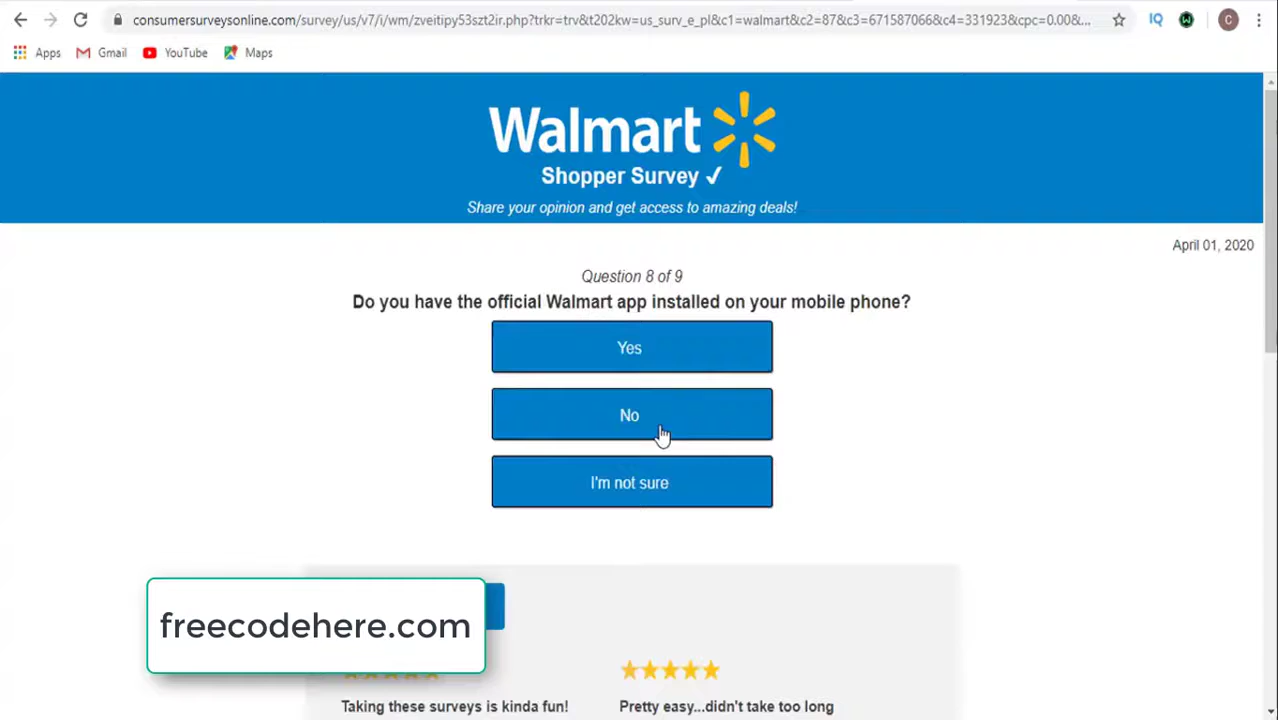 consumersurveysonline.com/survey/us/v7/i/wm/zveitipy53szt2ir.php?trkr=trv&t202kw=us_surv_e_pl&c1=walmart&c2=87&c3=671587066&c4=331923&cpc=0.00&...
IQ
W
C
Apps
Gmail
YouTube
Maps
Walmart
Shopper Survey ✓
Share your opinion and get access to amazing deals!
April 01, 2020
Question 8 of 9
Do you have the official Walmart app installed on your mobile phone?
Yes
No
I'm not sure
freecodehere.com
Taking these surveys is kinda fun!
Pretty easy...didn't take too long